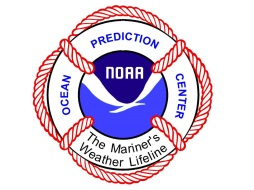 OCEAN PREDICTION CENTER
NOAA
The Mariner's
Weather Lifeline